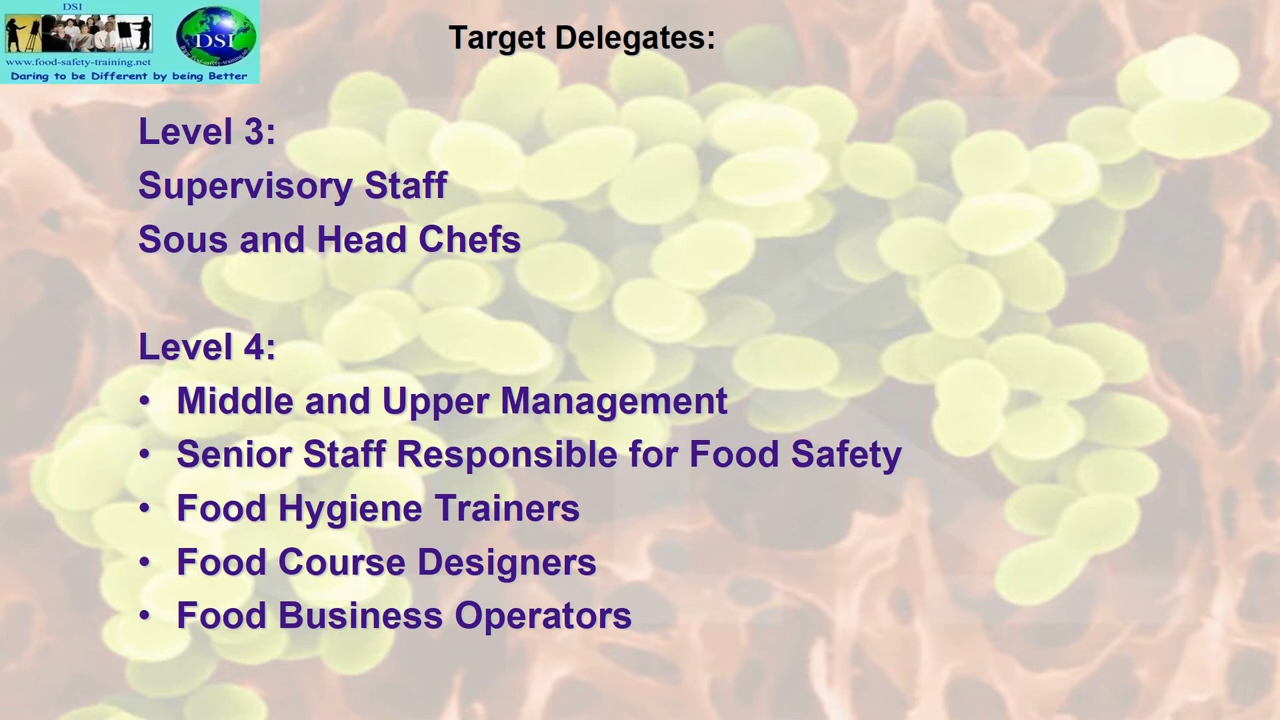 DSI
DSI
www.food-safety-training.net
Daring to be Different by being Better
Target Delegates:
Level 3:
Supervisory Staff
Sous and Head Chefs
Level 4:
• Middle and Upper Management
• Senior Staff Responsible for Food Safety
• Food Hygiene Trainers
• Food Course Designers
• Food Business Operators